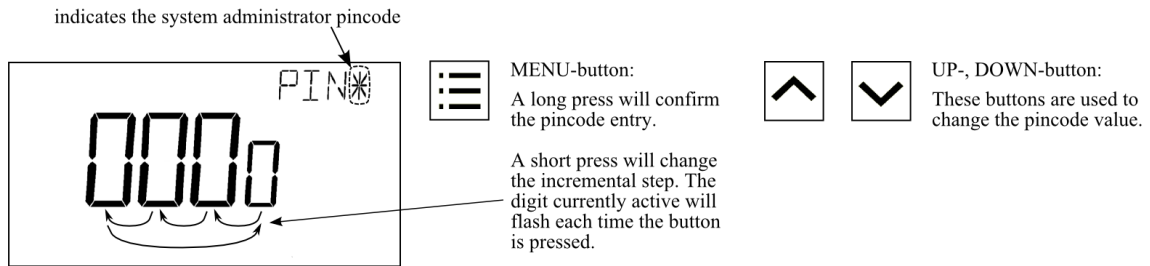 indicates the system administrator pincode
PIN*
0000
MENU-button:
A long press will confirm
the pincode entry.
A short press will change
the incremental step. The
digit currently active will
flash each time the button
is pressed.
UP-, DOWN-button:
These buttons are used to
change the pincode value.